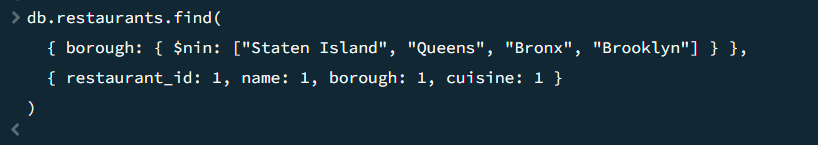 > db.restaurants.find(
{ borough: { $nin: ["Staten Island", "Queens", "Bronx", "Brooklyn"] } },
{ restaurant_id: 1, name: 1, borough: 1, cuisine: 1 }
)
<